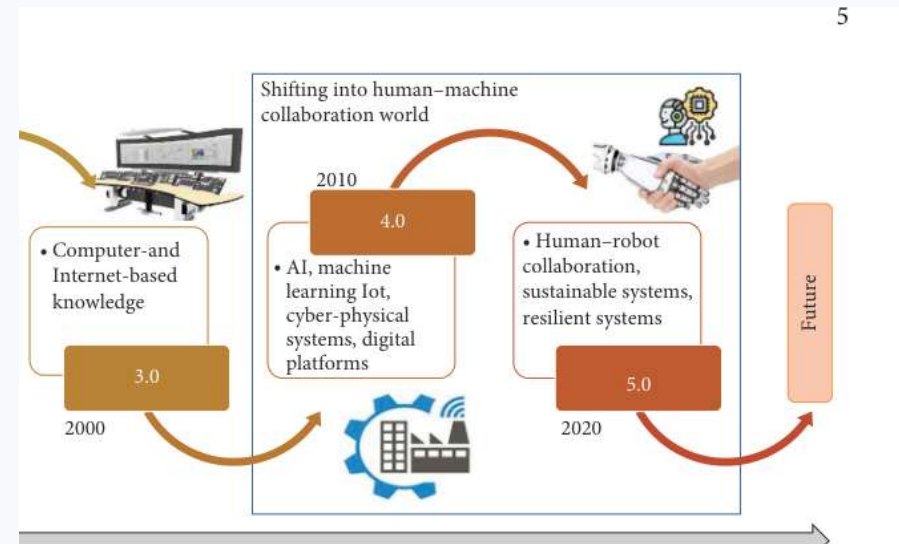 5
Shifting into human–machine
collaboration world
2010
4.0
• Computer-and
Internet-based
knowledge
3.0
2000
• AI, machine
learning Iot,
cyber-physical
systems, digital
platforms
• Human–robot
collaboration,
sustainable systems,
resilient systems
5.0
2020
Future